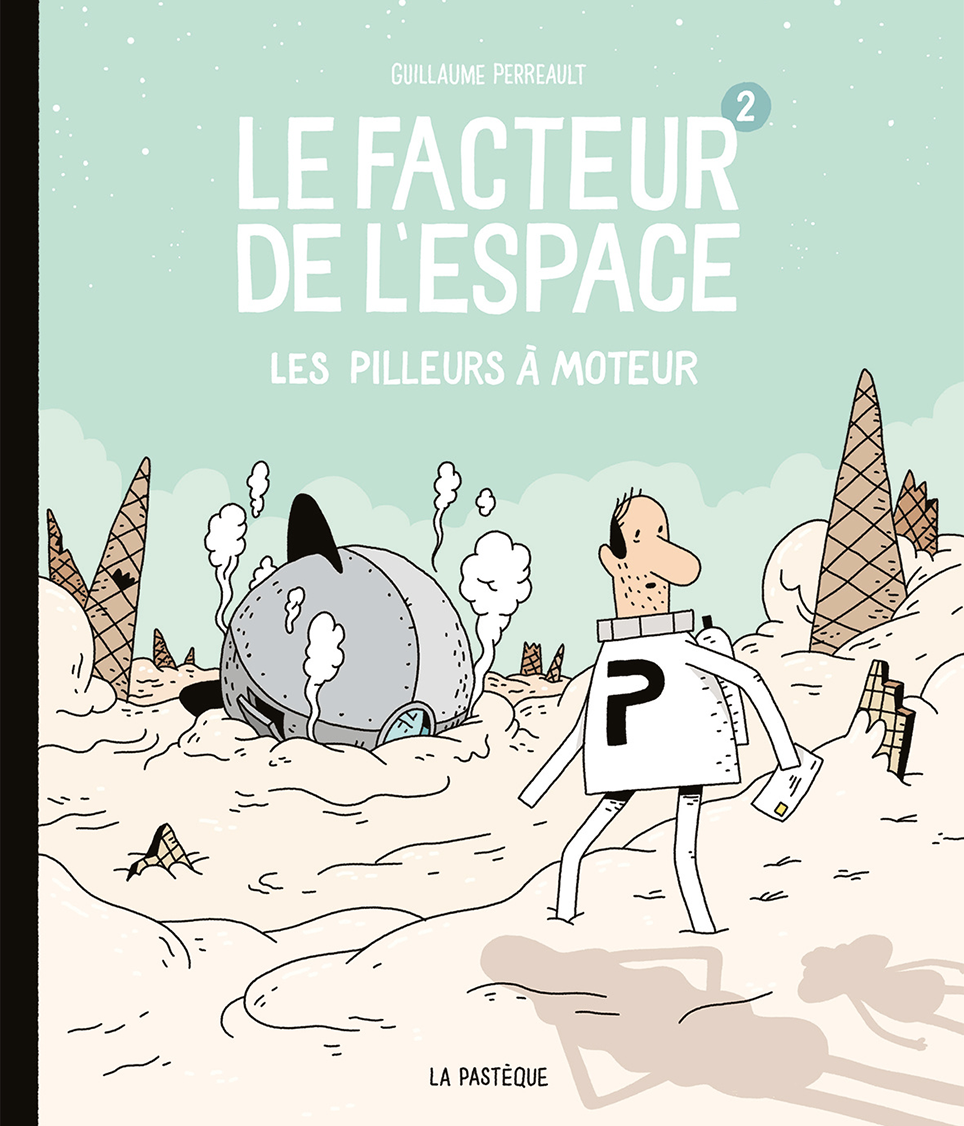 GUILLAUME PERREAULT
2
LE FACTEUR
DE L'ESPACE
LES PILLEURS À MOTEUR
P
LA PASTÈQUE